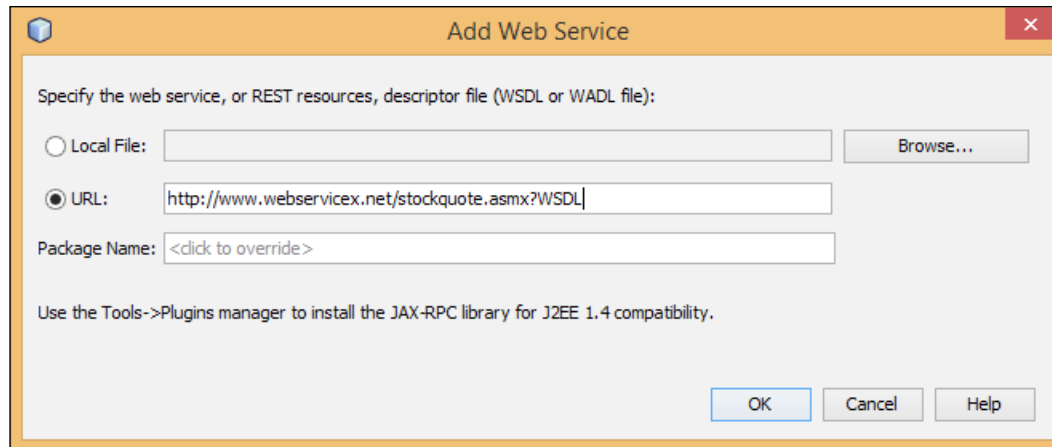 Add Web Service
Specify the web service, or REST resources, descriptor file (WSDL or WADL file):
Local File:
Browse...
URL: http://www.webservicex.net/stockquote.asmx?WSDL
Package Name: <click to override>
Use the Tools->Plugins manager to install the JAX-RPC library for J2EE 1.4 compatibility.
OK Cancel Help